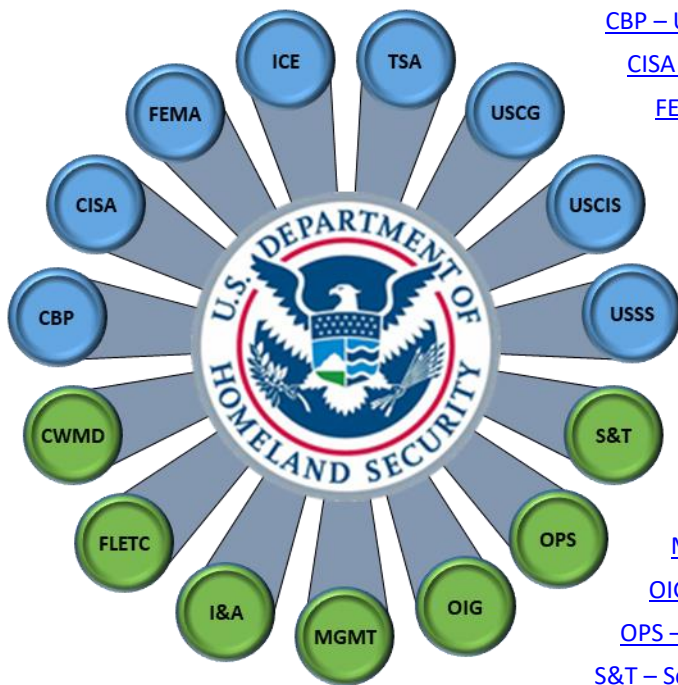 ICE
TSA
FEMA
USCG
CISA
USCIS
CBP
USSS
CWMD
S&T
FLETC
OPS
I&A
OIG
MGMT
U.S. DEPARTMENT OF
HOMELAND SECURITY
CBP – U
CISA
FE
M
OIG
OPS –
S&T – Se